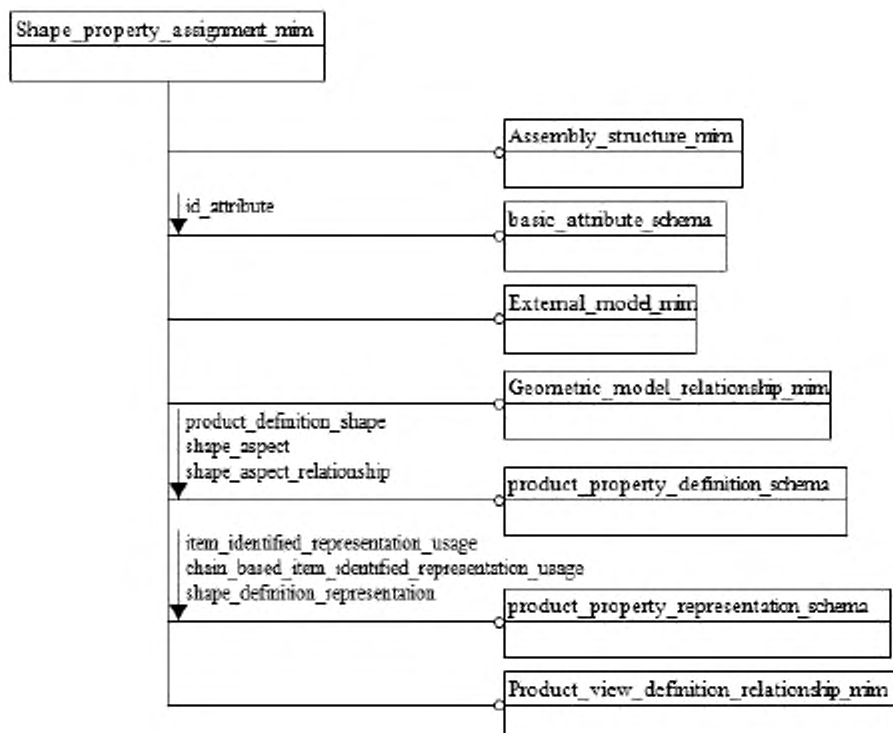 Shape_property_assignment_mim
Assembly_structure_mim
id_attribute
basic_attribute_schema
External_model_mim
Geometric_model_relationship_mim
product_definition_shape
shape_aspect
shape_aspect_relationship
product_property_definition_schema
item_identified_representation_usage
chain_based_item_identified_representation_usage
shape_definition_representation
product_property_representation_schema
Product_view_definition_relationship_mim